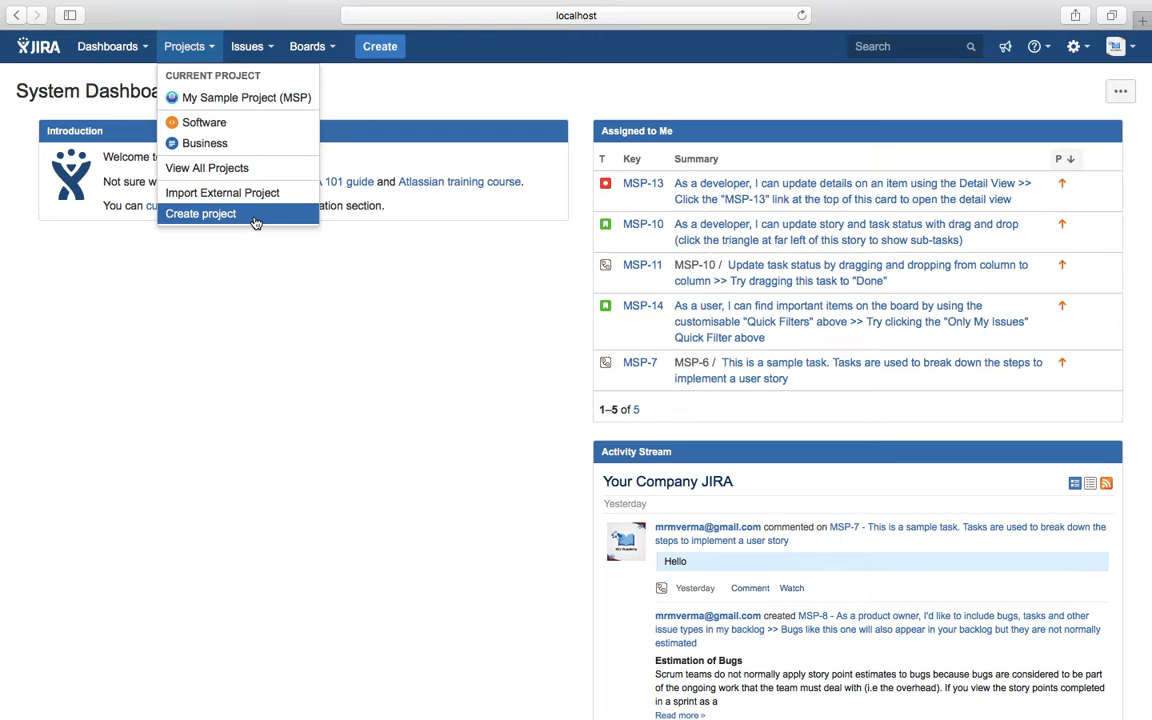 localhost
JIRA Dashboards Projects Issues Boards Create Search
System Dashboa
CURRENT PROJECT
My Sample Project (MSP)
Software
Business
View All Projects
Import External Project
Create project
Introduction
Welcome t
Not sure w 101 guide and Atlassian training course.
You can cu ation section.
Assigned to Me
T Key Summary P
MSP-13 As a developer, I can update details on an item using the Detail View >>
Click the "MSP-13" link at the top of this card to open the detail view
MSP-10 As a developer, I can update story and task status with drag and drop
(click the triangle at far left of this story to show sub-tasks)
MSP-11 MSP-10 / Update task status by dragging and dropping from column to
column >> Try dragging this task to "Done"
MSP-14 As a user, I can find important items on the board by using the
customisable "Quick Filters" above >> Try clicking the "Only My Issues"
Quick Filter above
MSP-7 MSP-6 / This is a sample task. Tasks are used to break down the steps to
implement a user story
1–5 of 5
Activity Stream
Your Company JIRA
Yesterday
mrmverma@gmail.com commented on MSP-7 - This is a sample task. Tasks are used to break down the
steps to implement a user story
Hello
Yesterday Comment Watch
mrmverma@gmail.com created MSP-8 - As a product owner, I'd like to include bugs, tasks and other
issue types in my backlog >> Bugs like this one will also appear in your backlog but they are not normally
estimated
Estimation of Bugs
Scrum teams do not normally apply story point estimates to bugs because bugs are considered to be part
of the ongoing work that the team must deal with (i.e the overhead). If you view the story points completed
in a sprint as a
Read more »